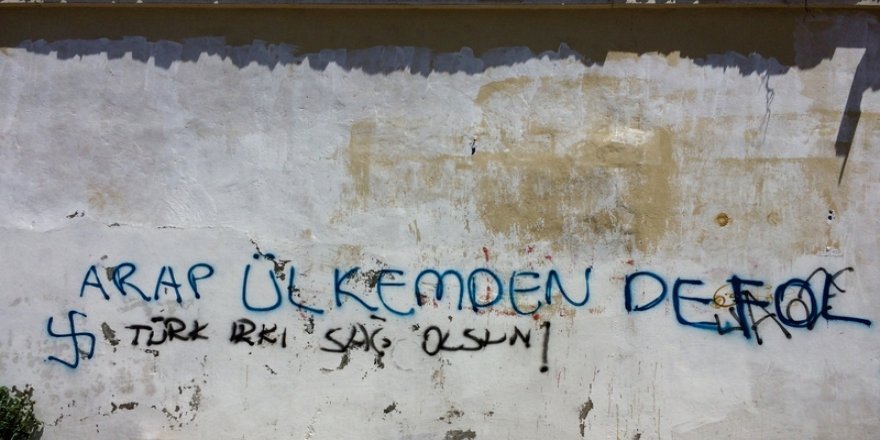 ARAP ÜLKEMDEN DEFOL
TÜRK IRKI SAĞ OLSUN!